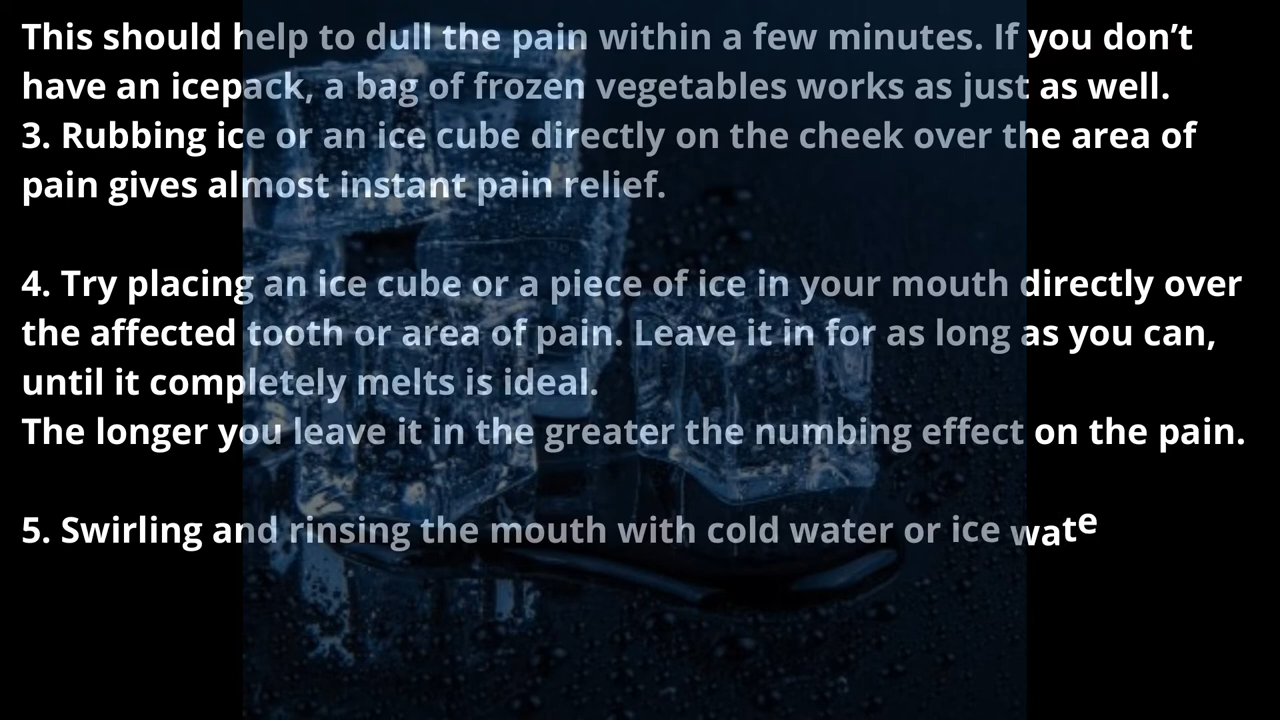 This should help to dull the pain within a few minutes. If you don’t
have an icepack, a bag of frozen vegetables works as just as well.
3. Rubbing ice or an ice cube directly on the cheek over the area of
pain gives almost instant pain relief.
4. Try placing an ice cube or a piece of ice in your mouth directly over
the affected tooth or area of pain. Leave it in for as long as you can,
until it completely melts is ideal.
The longer you leave it in the greater the numbing effect on the pain.
5. Swirling and rinsing the mouth with cold water or ice wate